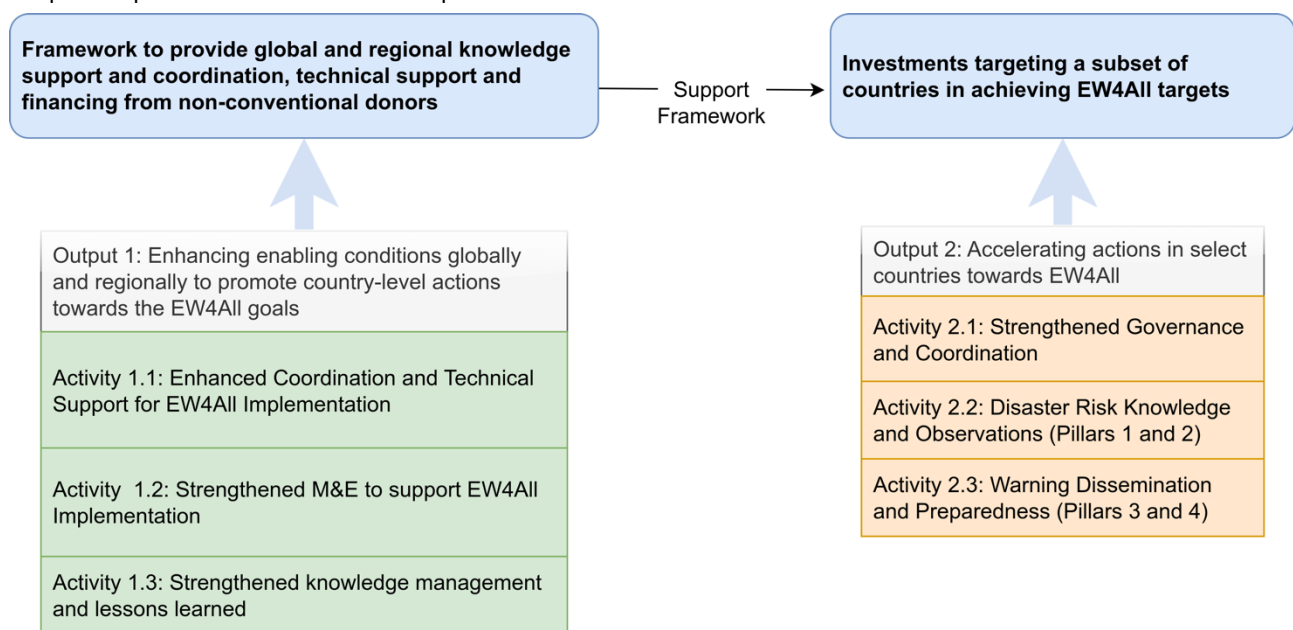 Framework to provide global and regional knowledge
support and coordination, technical support and
financing from non-conventional donors
Support
Framework
Investments targeting a subset of
countries in achieving EW4All targets
Output 1: Enhancing enabling conditions globally
and regionally to promote country-level actions
towards the EW4All goals
Activity 1.1: Enhanced Coordination and Technical
Support for EW4All Implementation
Activity 1.2: Strengthened M&E to support EW4All
Implementation
Activity 1.3: Strengthened knowledge management
and lessons learned
Output 2: Accelerating actions in select
countries towards EW4All
Activity 2.1: Strengthened Governance
and Coordination
Activity 2.2: Disaster Risk Knowledge
and Observations (Pillars 1 and 2)
Activity 2.3: Warning Dissemination
and Preparedness (Pillars 3 and 4)